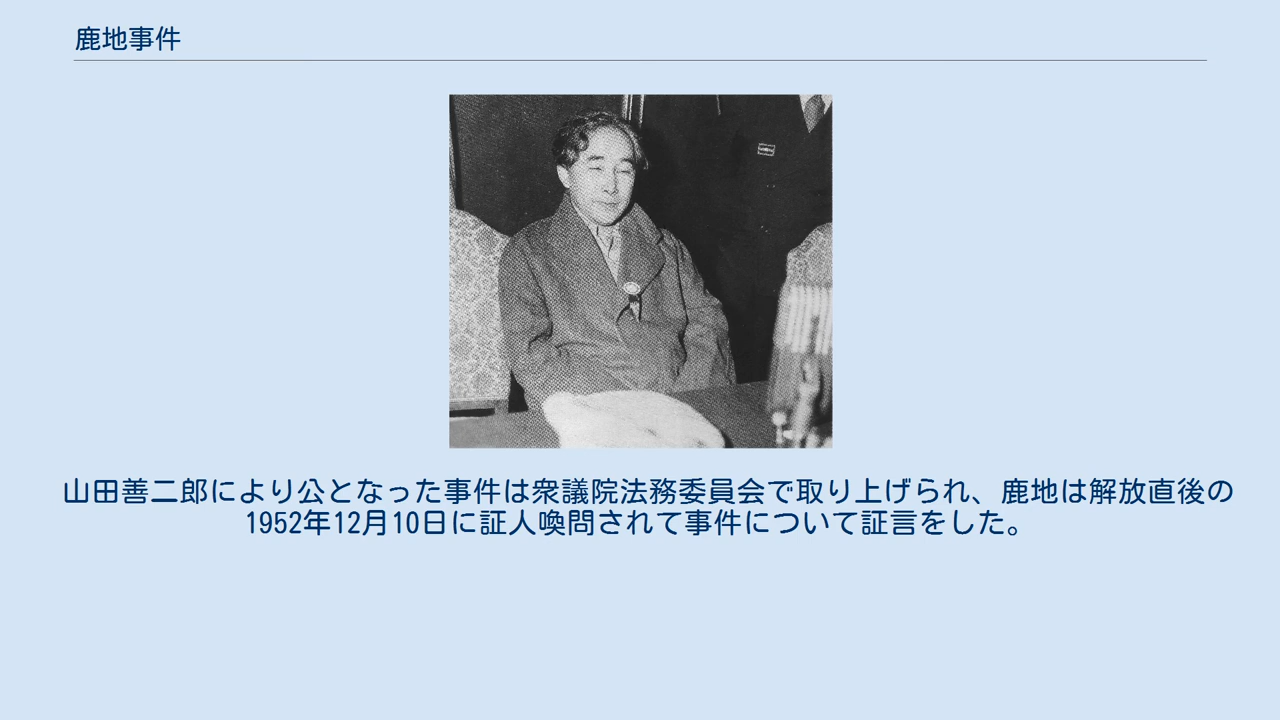 鹿地事件
山田善二郎により公となった事件は衆議院法務委員会で取り上げられ、鹿地は解放直後の
1952年12月10日に証人喚問されて事件について証言をした。